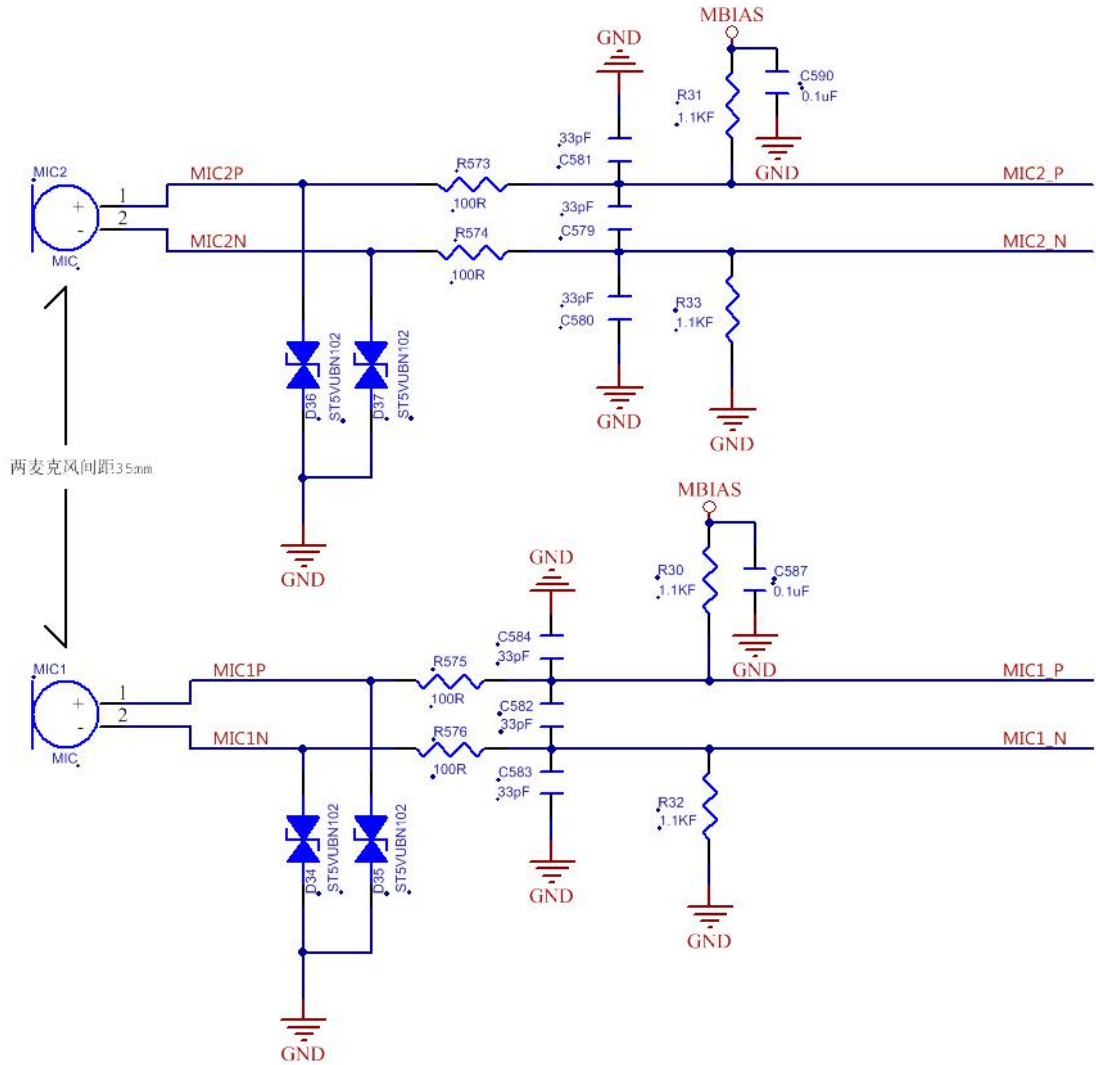 MBIAS
GND
C590
0.1uF
R31
1.1KF
GND
33pF
C581
MIC2
MIC2P
R573
100R
MIC2_P
1
+
2
-
33pF
C579
MIC2N
R574
100R
MIC2_N
MIC
33pF
C580
R33
1.1KF
D36
ST5VUBN102
D37
ST5VUBN102
GND
GND
两麦克风间距35mm
MBIAS
GND
GND
R30
1.1KF
C587
0.1uF
GND
C584
33pF
MIC1
MIC1P
R575
100R
MIC1_P
1
+
2
-
C582
33pF
MIC1N
R576
100R
MIC1_N
MIC
C583
33pF
R32
1.1KF
D34
ST5VUBN102
D35
ST5VUBN102
GND
GND
GND